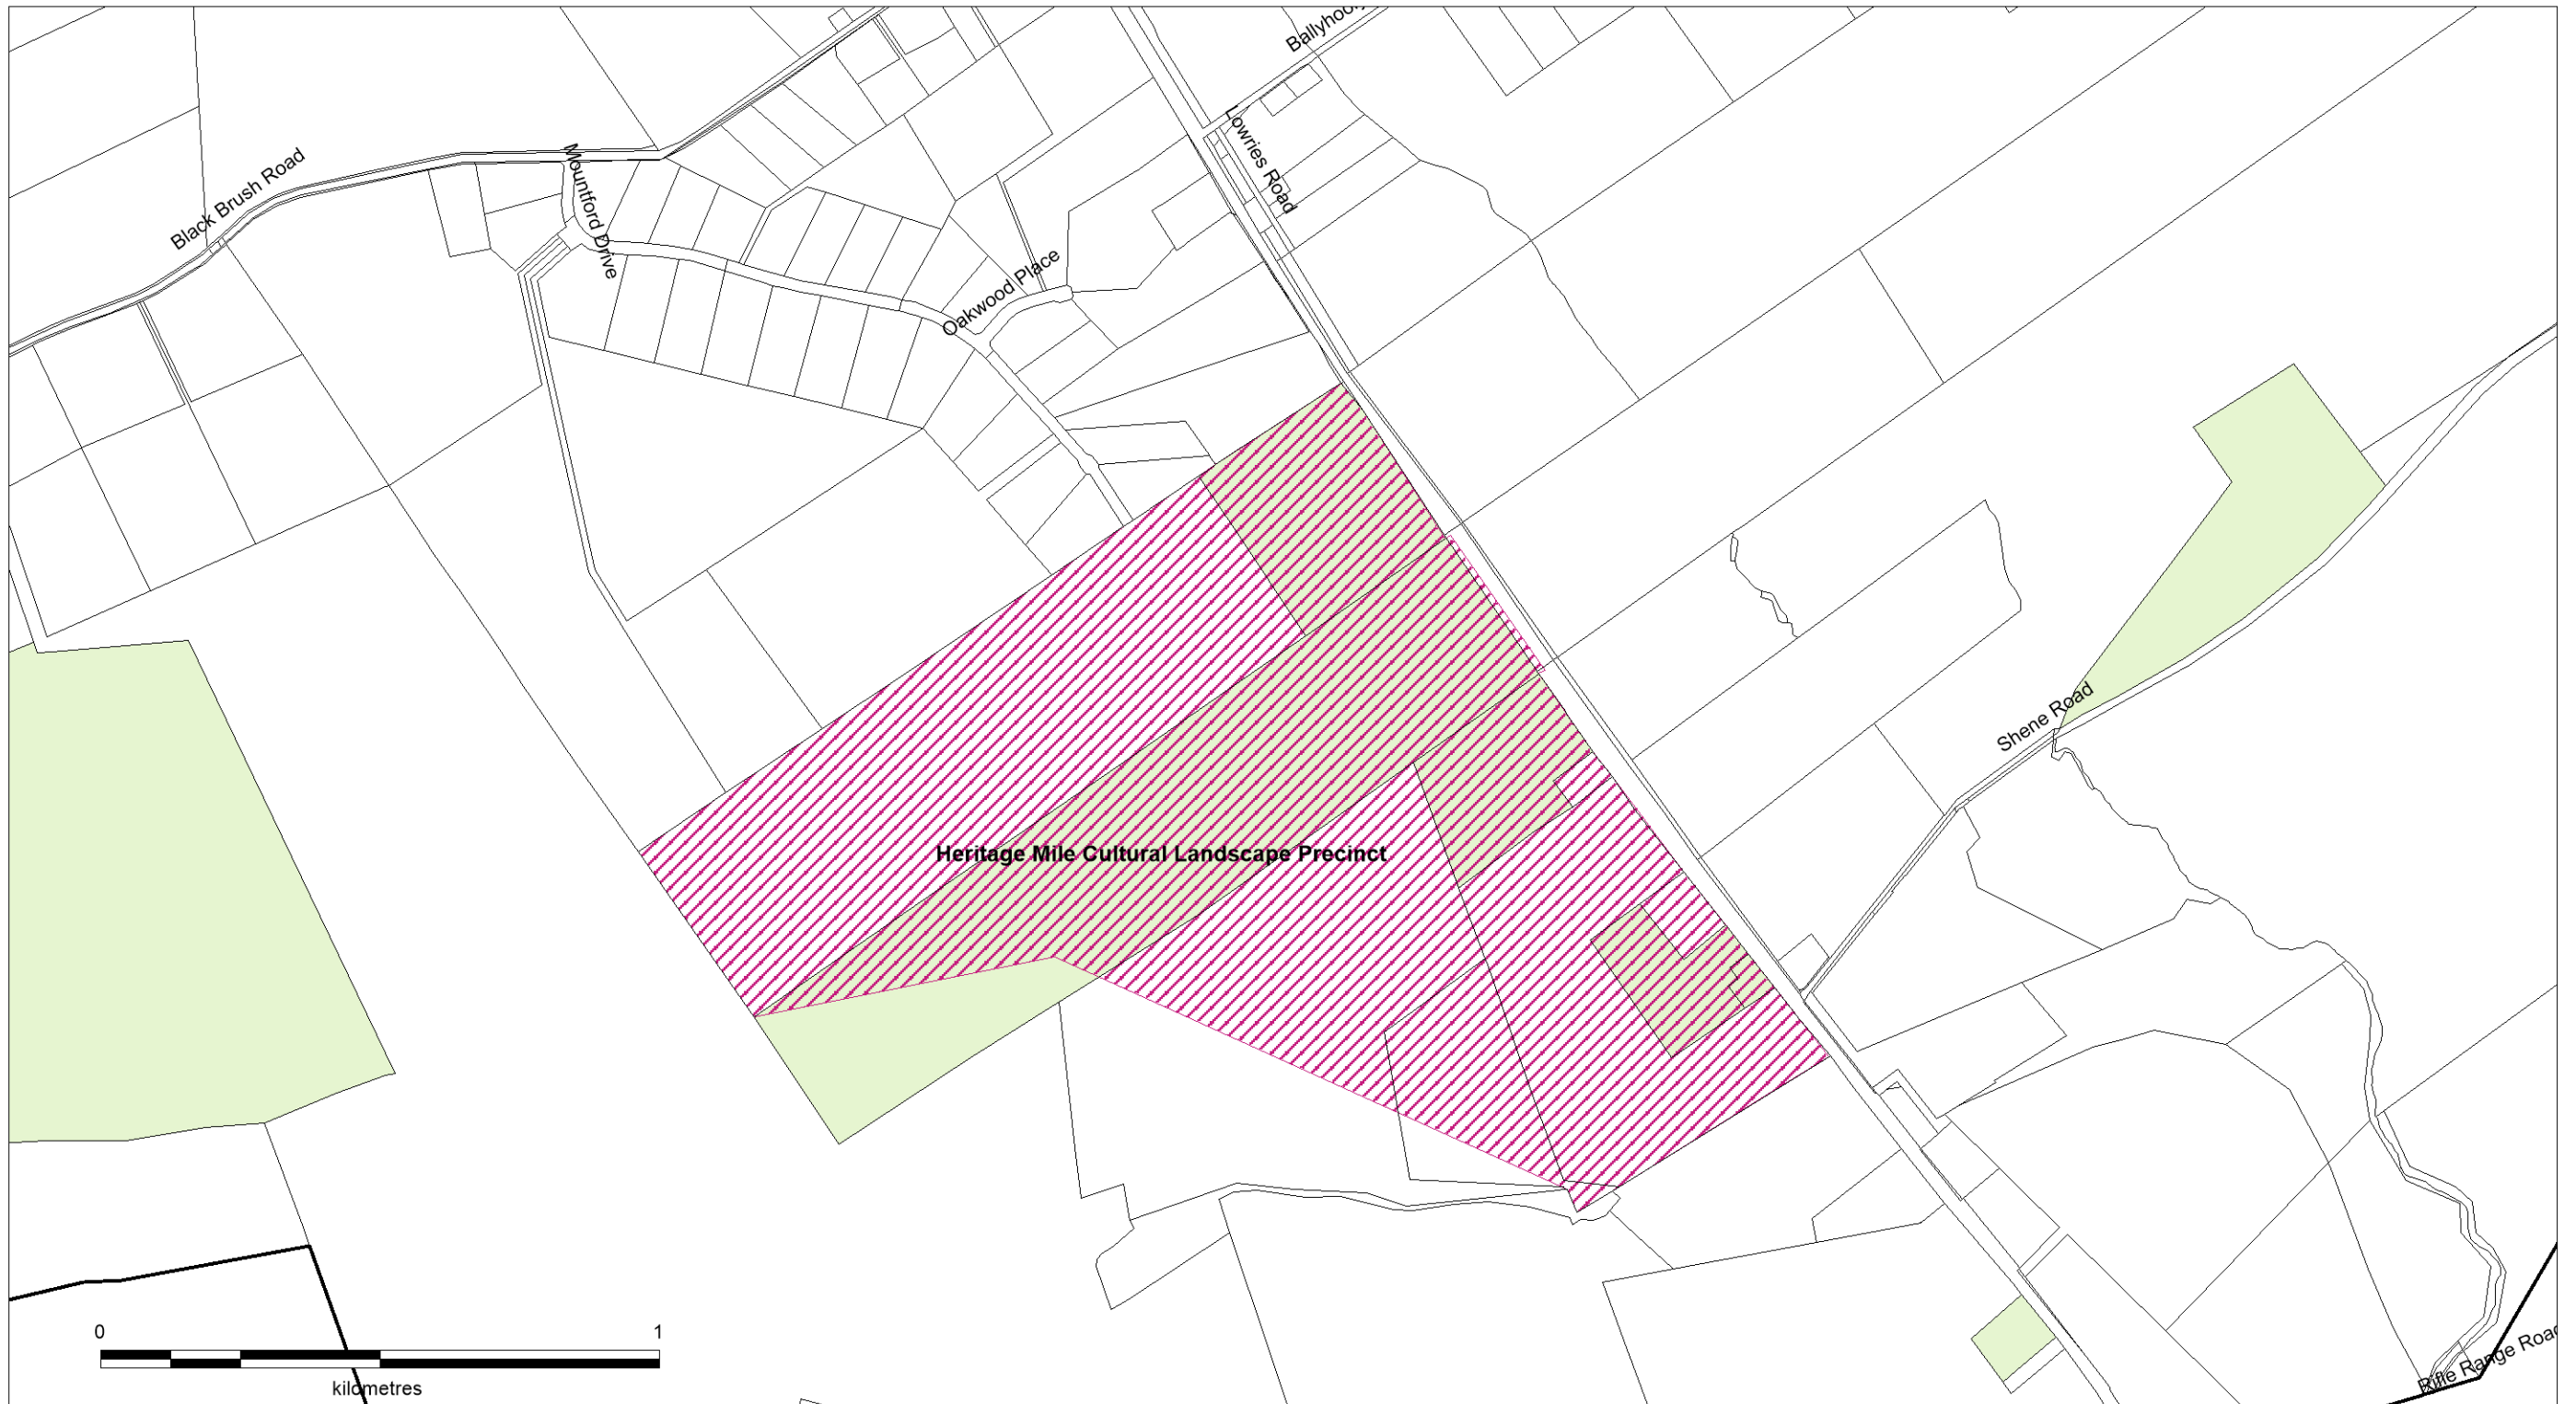 Ballyhooly
Lowries Road
Mountford Drive
Black Brush Road
Oakwood Place
Shene Road
Heritage Mile Cultural Landscape Precinct
0 1
kilometres
Rifle Range Road